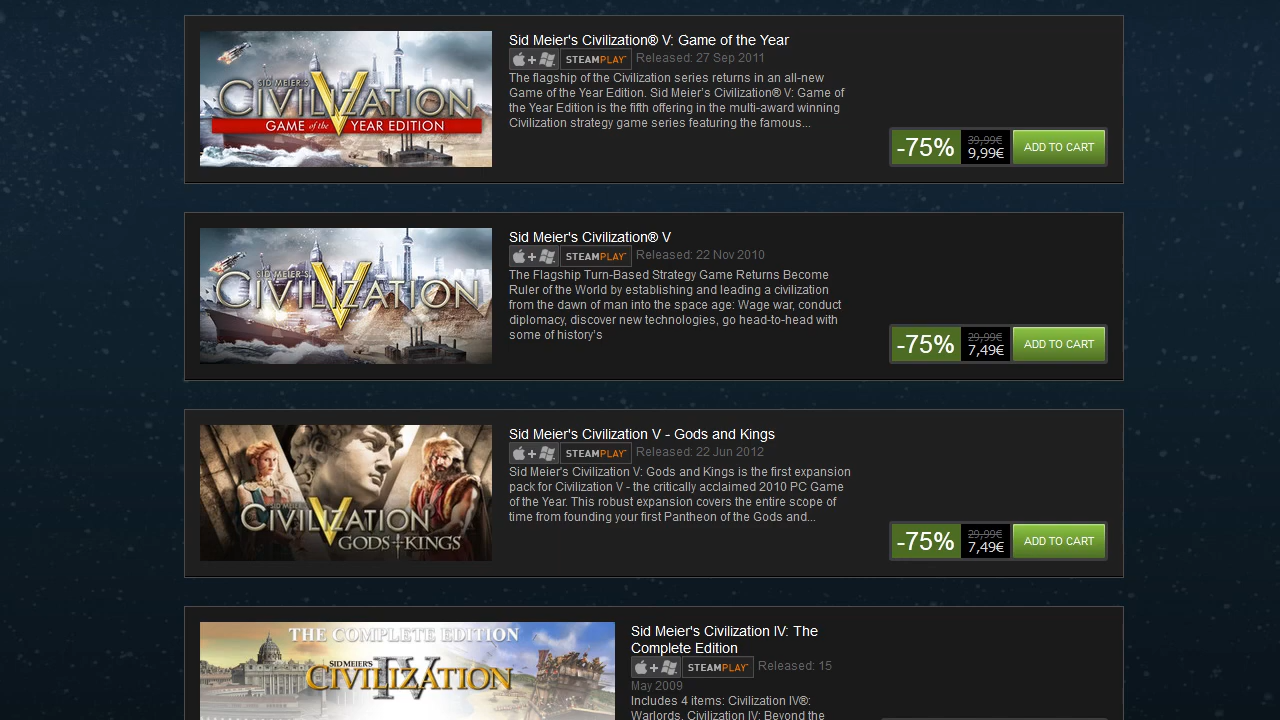 SID MEIER'S
CIVILIZATION
V
GAME of the YEAR EDITION
Sid Meier's Civilization® V: Game of the Year
STEAMPLAY™ Released: 27 Sep 2011
The flagship of the Civilization series returns in an all-new
Game of the Year Edition. Sid Meier's Civilization® V: Game of
the Year Edition is the fifth offering in the multi-award winning
Civilization strategy game series featuring the famous...
-75%
39,99€
9,99€
ADD TO CART
SID MEIER'S
CIVILIZATION
V
Sid Meier's Civilization® V
STEAMPLAY™ Released: 22 Nov 2010
The Flagship Turn-Based Strategy Game Returns Become
Ruler of the World by establishing and leading a civilization
from the dawn of man into the space age: Wage war, conduct
diplomacy, discover new technologies, go head-to-head with
some of history's
-75%
29,99€
7,49€
ADD TO CART
SID MEIER'S
CIVILIZATION
V
GODS + KINGS
Sid Meier's Civilization V - Gods and Kings
STEAMPLAY™ Released: 22 Jun 2012
Sid Meier's Civilization V: Gods and Kings is the first expansion
pack for Civilization V - the critically acclaimed 2010 PC Game
of the Year. This robust expansion covers the entire scope of
time from founding your first Pantheon of the Gods and...
-75%
29,99€
7,49€
ADD TO CART
THE COMPLETE EDITION
SID MEIER'S
CIVILIZATION
IV
Sid Meier's Civilization IV: The
Complete Edition
STEAMPLAY™ Released: 15
May 2009
Includes 4 items: Civilization IV®:
Warlords, Civilization IV: Beyond the